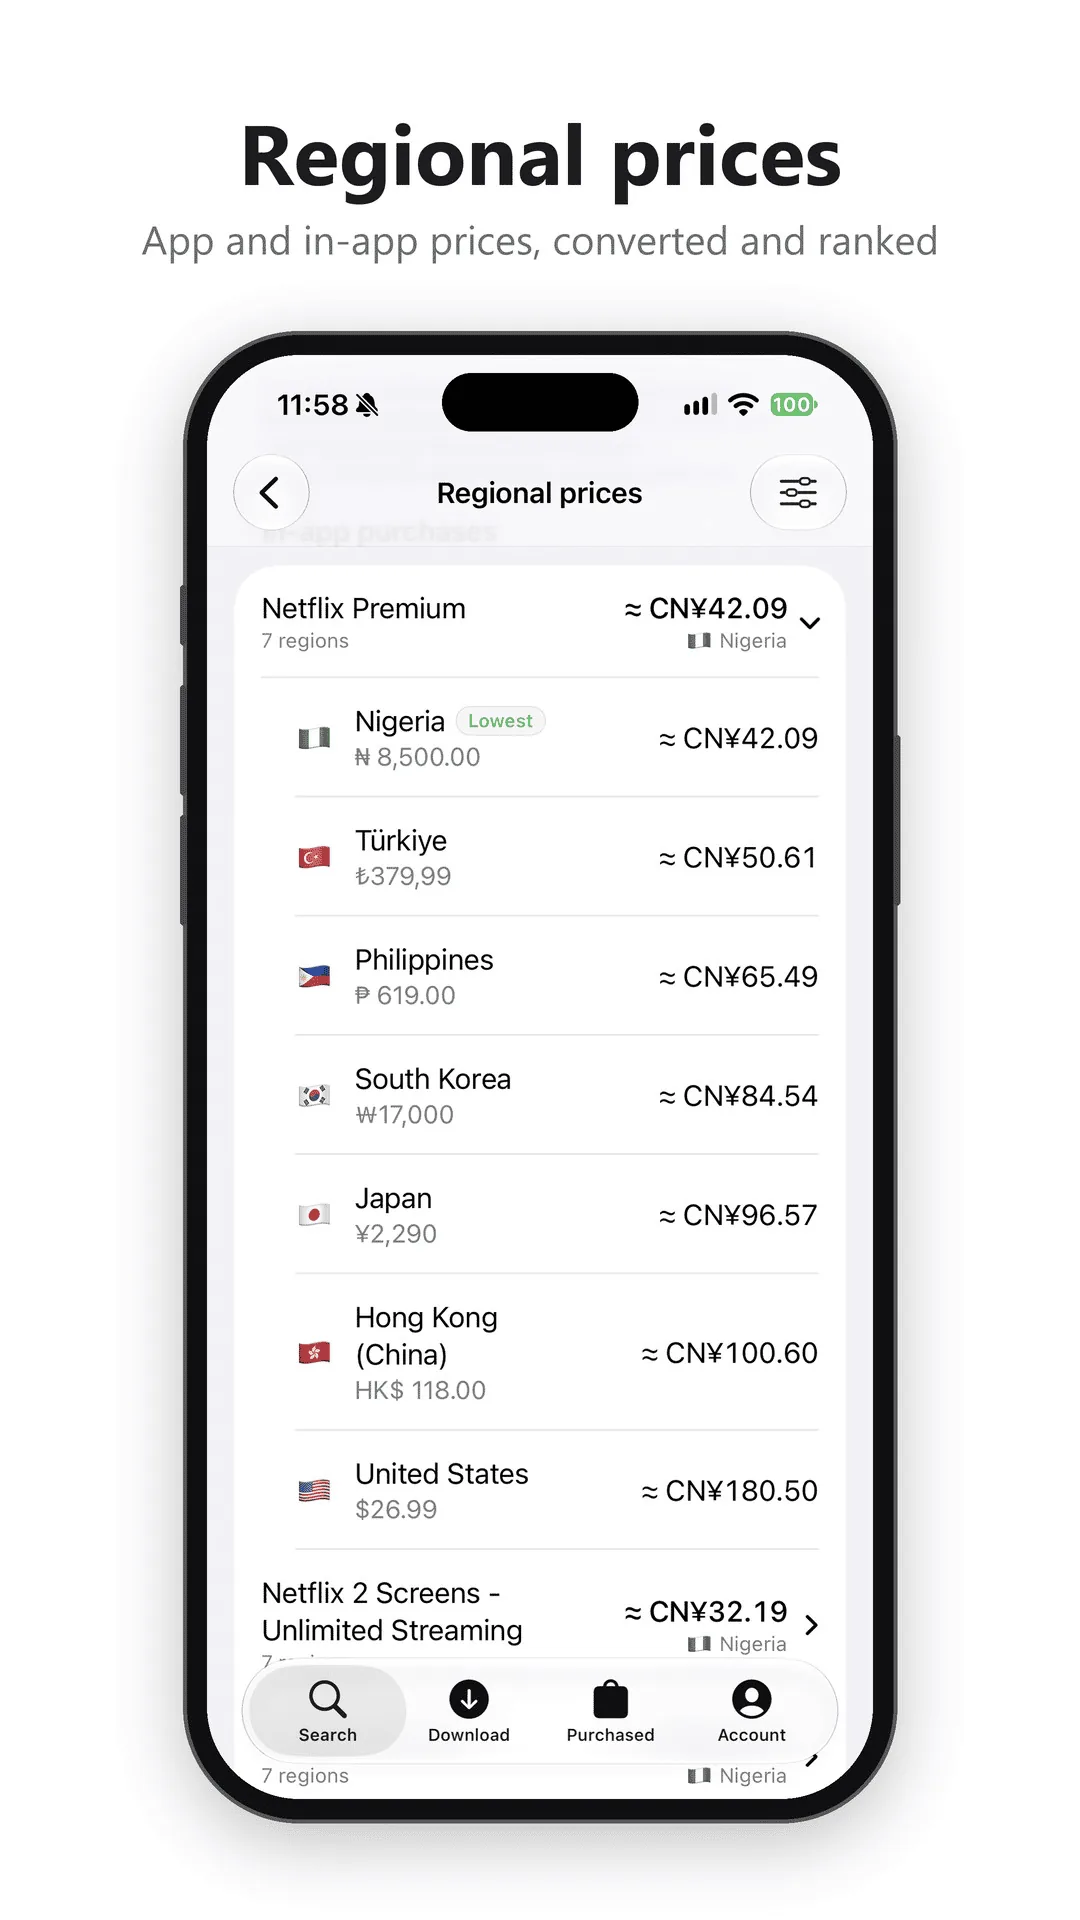 Regional prices
App and in-app prices, converted and ranked
11:58
100
Regional prices
In-app purchases
Netflix Premium
≈ CN¥42.09
7 regions
Nigeria
Nigeria
Lowest
₦ 8,500.00
≈ CN¥42.09
Türkiye
₺379,99
≈ CN¥50.61
Philippines
₱ 619.00
≈ CN¥65.49
South Korea
₩17,000
≈ CN¥84.54
Japan
¥2,290
≈ CN¥96.57
Hong Kong
(China)
HK$ 118.00
≈ CN¥100.60
United States
$26.99
≈ CN¥180.50
Netflix 2 Screens -
Unlimited Streaming
≈ CN¥32.19
Nigeria
Search
Download
Purchased
Account
7 regions
Nigeria